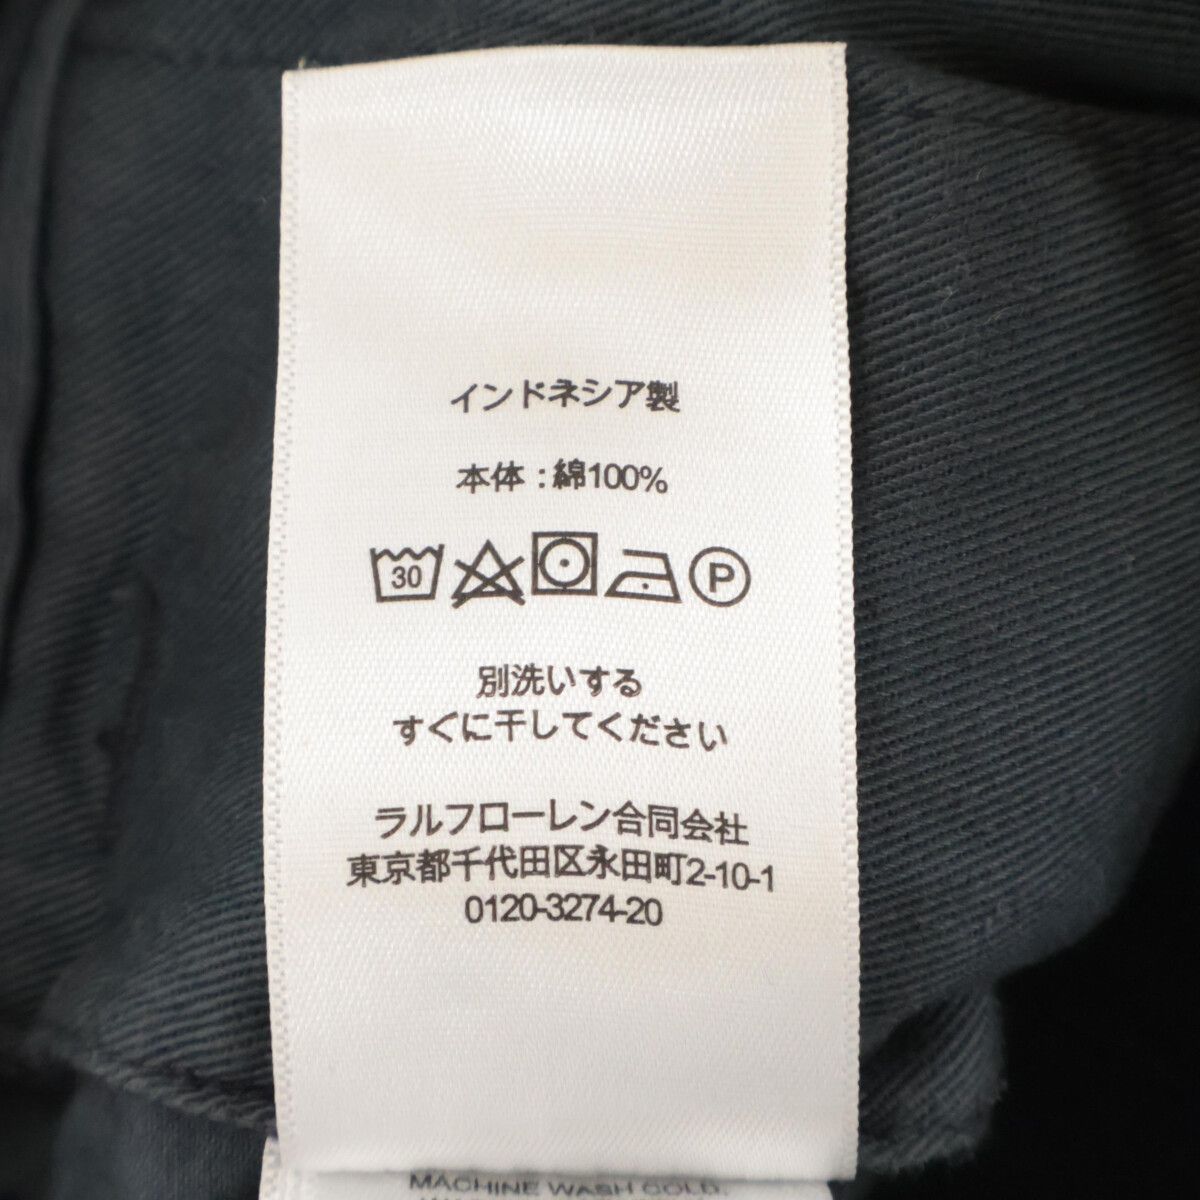 インドネシア製
本体 : 綿100%
30 P
別洗いする
すぐに干してください
ラルフローレン合同会社
東京都千代田区永田町2-10-1
0120-3274-20
MACHINE WASH COLD.